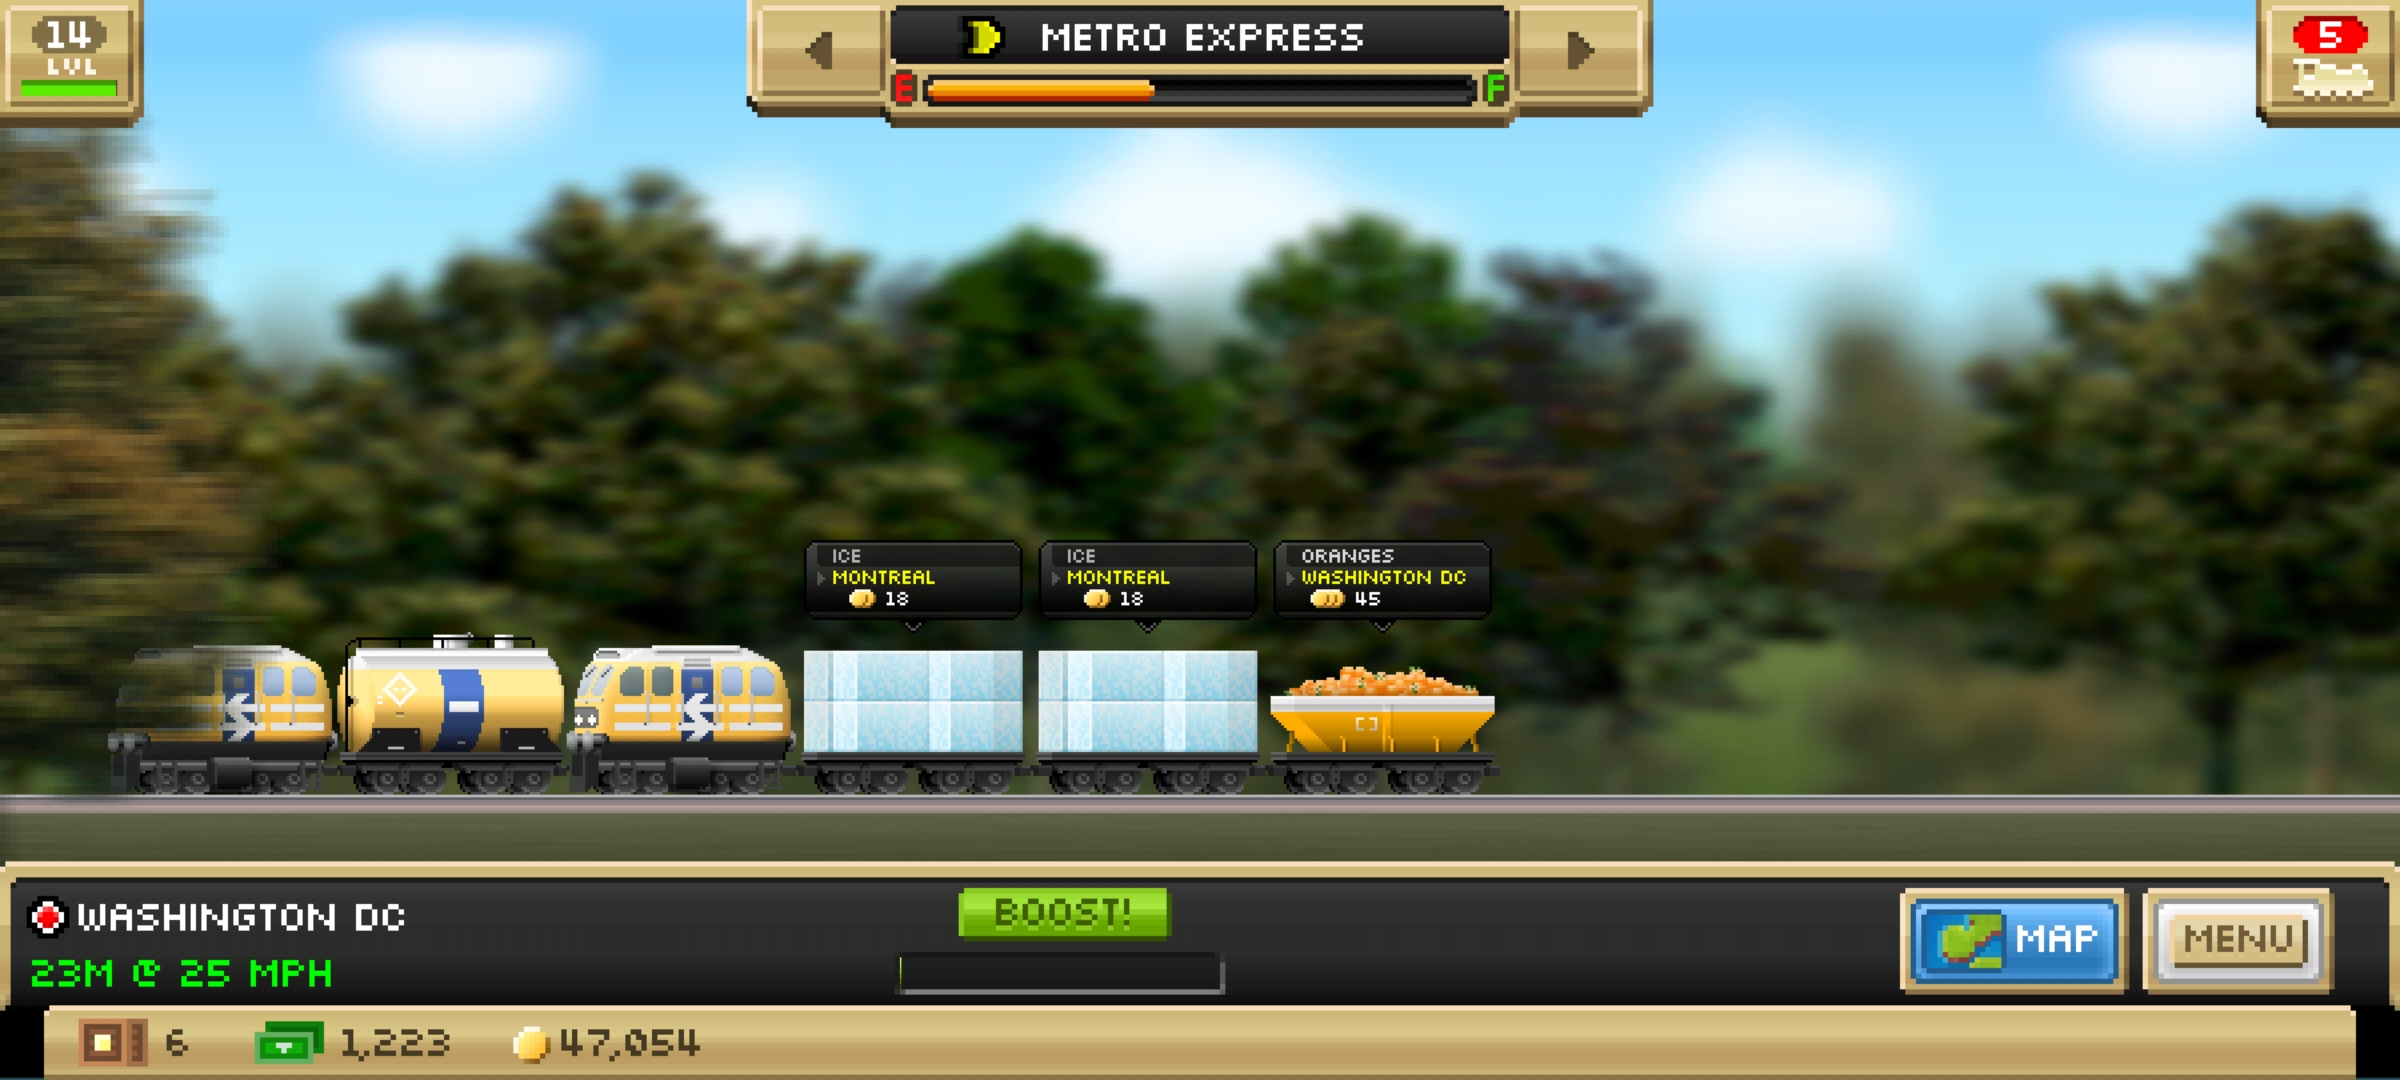 14
LVL
METRO EXPRESS
E
F
5
ICE
MONTREAL
18
ICE
MONTREAL
18
ORANGES
WASHINGTON DC
45
WASHINGTON DC
23M @ 25 MPH
BOOST!
MAP
MENU
6
1,223
47,054